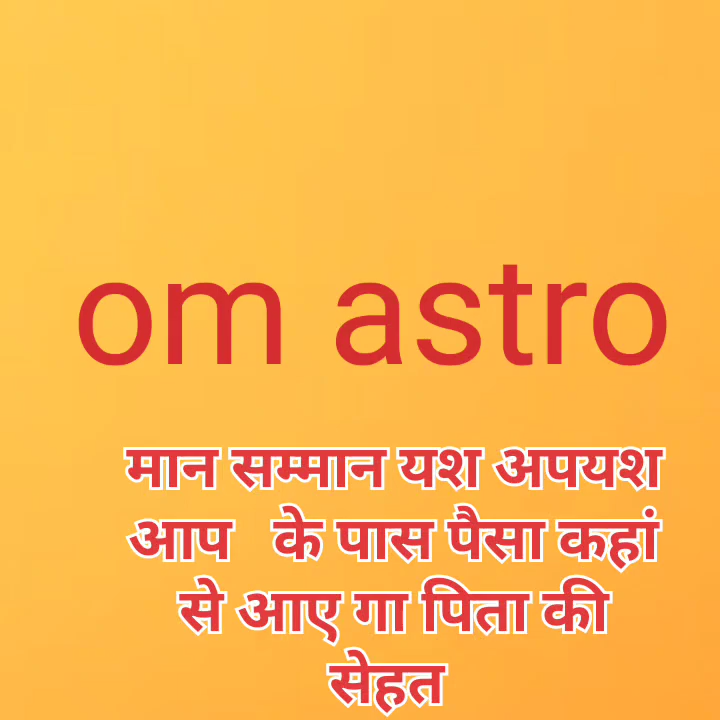 om astro
मान सम्मान यश अपयश
आप के पास पैसा कहां
से आए गा पिता की
सेहत